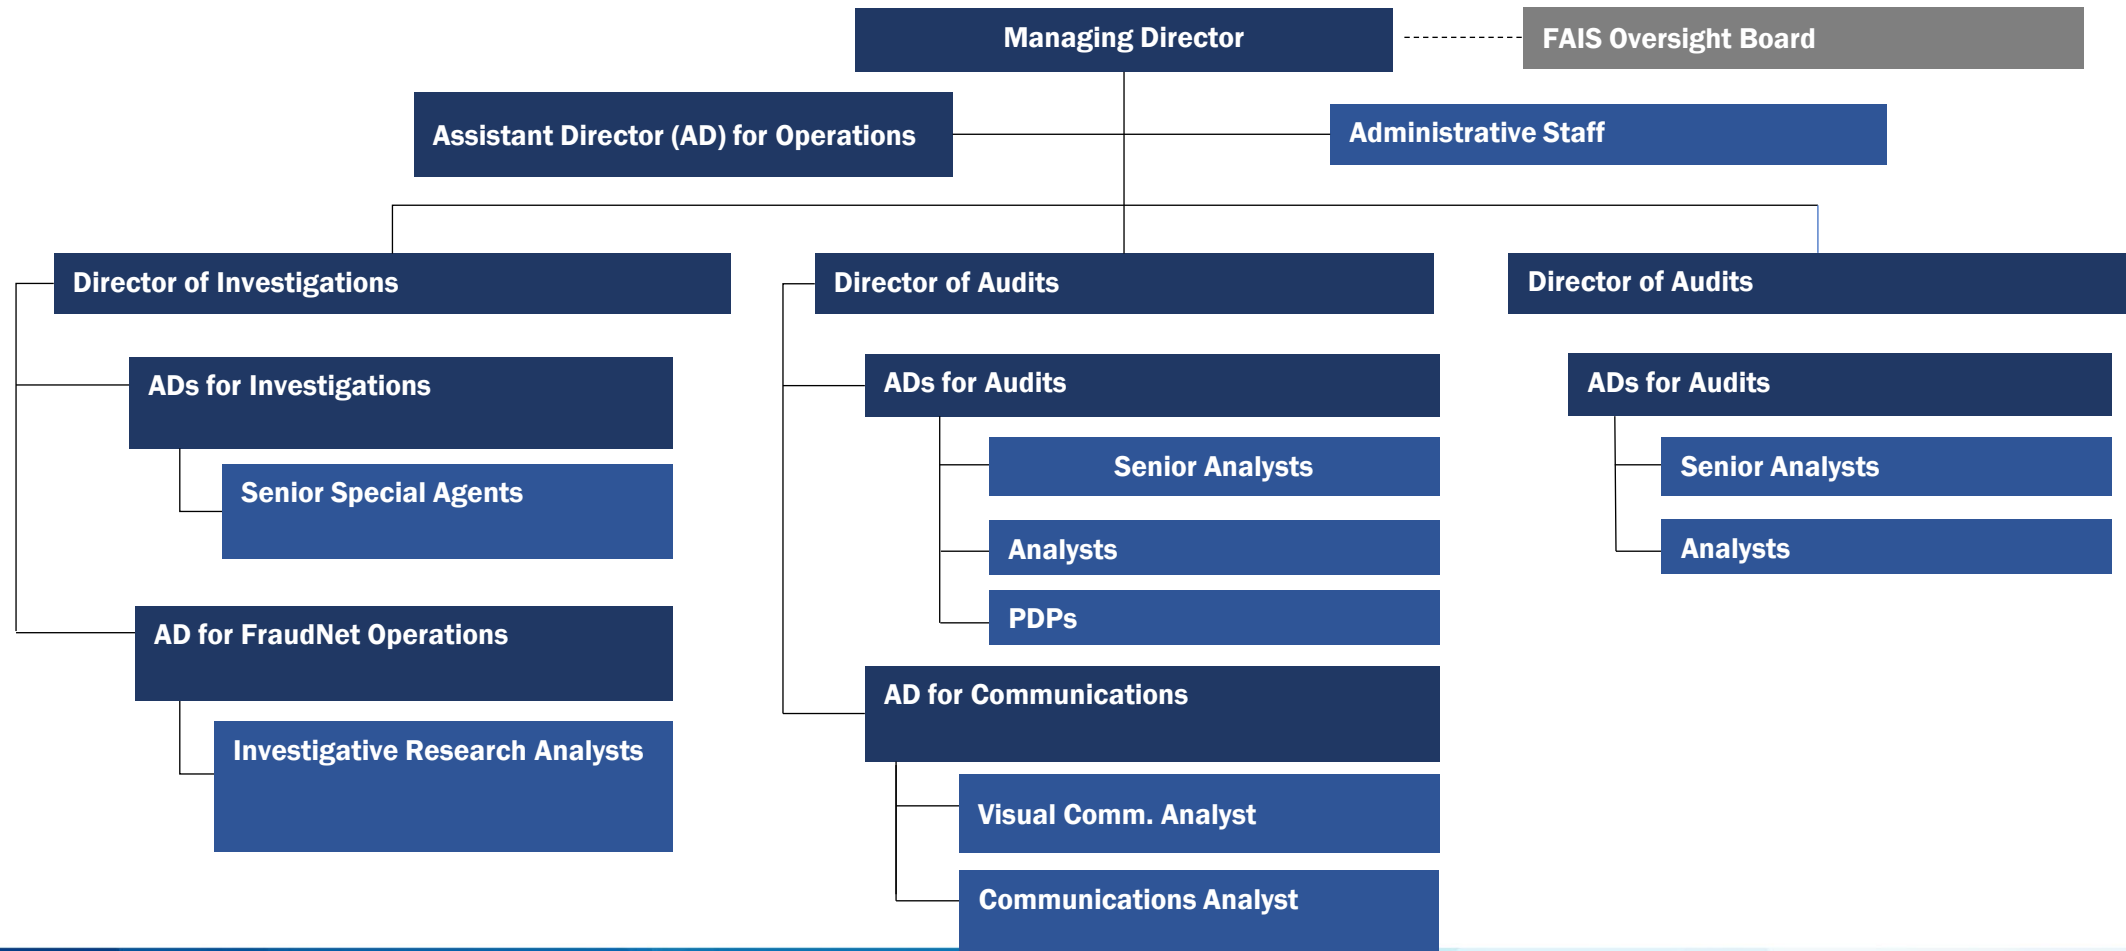 Managing Director
FAIS Oversight Board
Assistant Director (AD) for Operations
Administrative Staff
Director of Investigations
ADs for Investigations
Senior Special Agents
AD for FraudNet Operations
Investigative Research Analysts
Director of Audits
ADs for Audits
Senior Analysts
Analysts
PDPs
AD for Communications
Visual Comm. Analyst
Communications Analyst
Director of Audits
ADs for Audits
Senior Analysts
Analysts